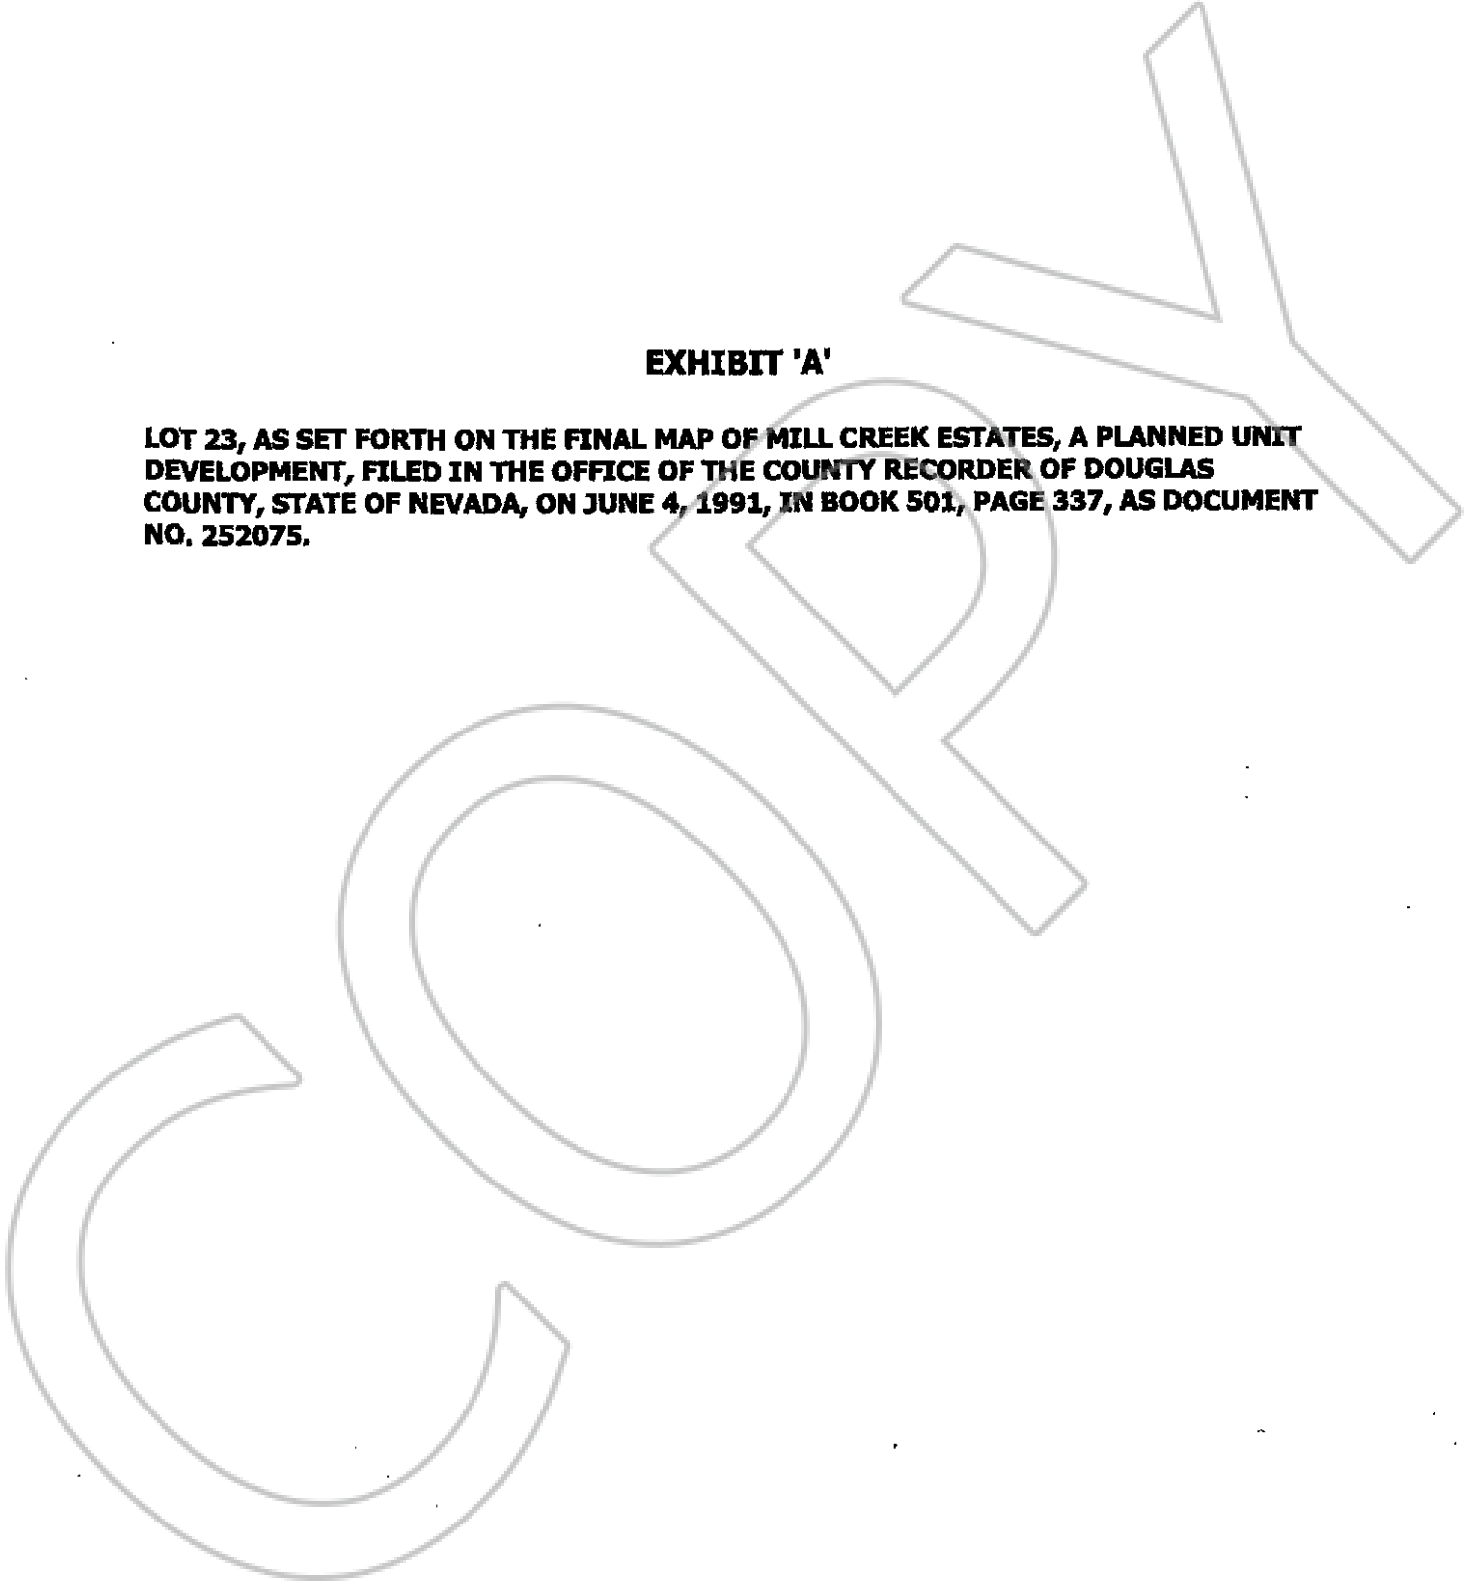 EXHIBIT 'A'
LOT 23, AS SET FORTH ON THE FINAL MAP OF MILL CREEK ESTATES, A PLANNED UNIT
DEVELOPMENT, FILED IN THE OFFICE OF THE COUNTY RECORDER OF DOUGLAS
COUNTY, STATE OF NEVADA, ON JUNE 4, 1991, IN BOOK 501, PAGE 337, AS DOCUMENT
NO. 252075.
COPY